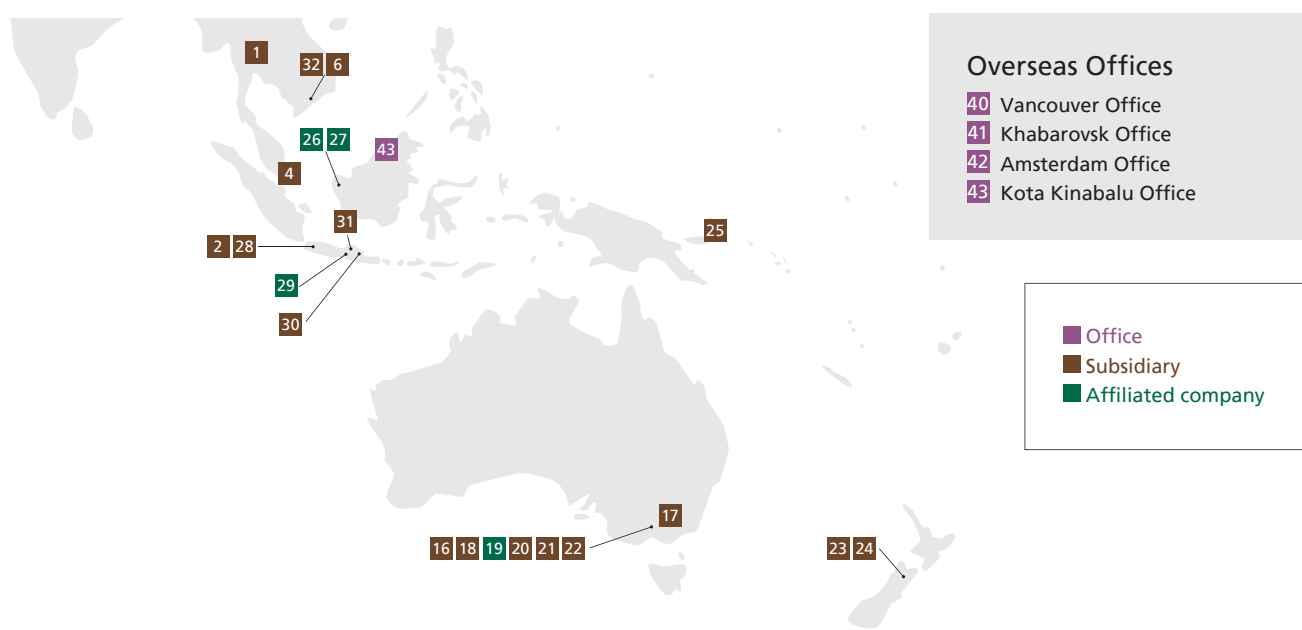 1
32 6
26 27
43
4
31
25
2 28
29
30
17
16 18 19 20 21 22
23 24
Overseas Offices
40 Vancouver Office
41 Khabarovsk Office
42 Amsterdam Office
43 Kota Kinabalu Office
Office
Subsidiary
Affiliated company